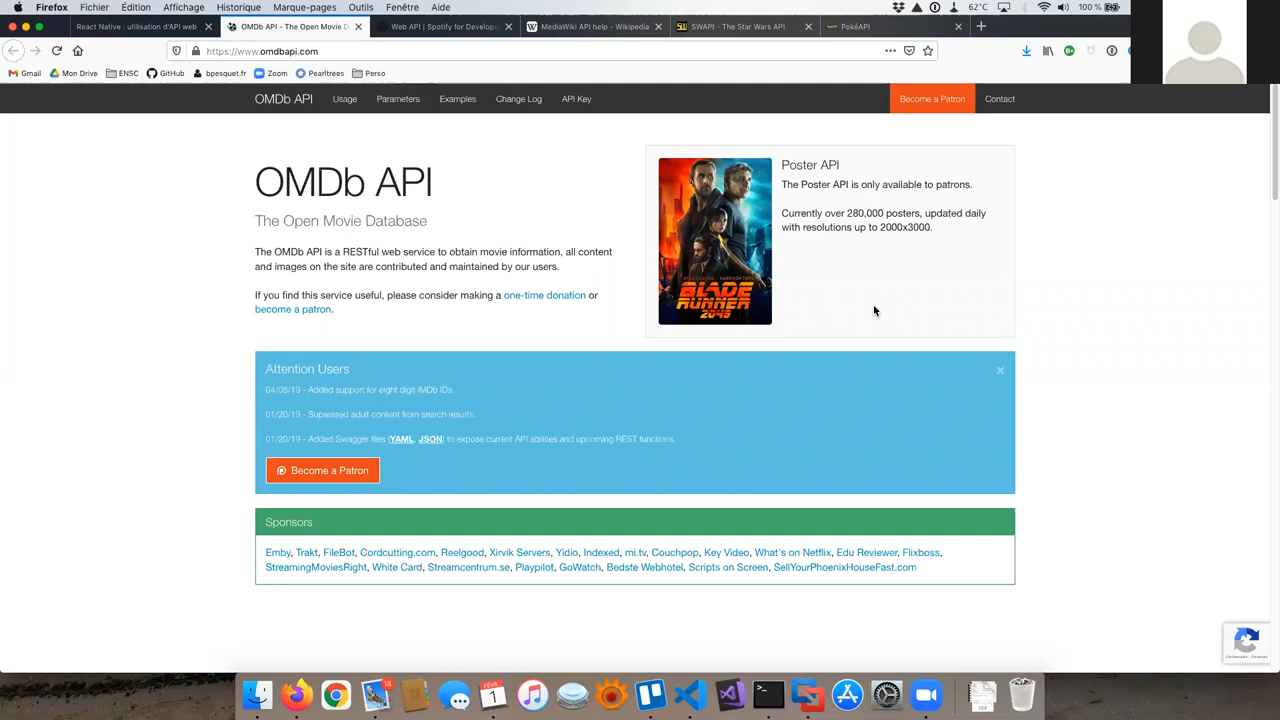 Firefox Fichier Édition Affichage Historique Marque-pages Outils Fenêtre Aide 62°C 100 %
React Native : utilisation d'API web OMDb API - The Open Movie D Web API | Spotify for Develope MediaWiki API help - Wikipedia SWAPI - The Star Wars API PokéAPI
https://www.omdbapi.com
Gmail Mon Drive ENSC GitHub bpesquet.fr Zoom Pearltrees Perso
OMDb API Usage Parameters Examples Change Log API Key Become a Patron Contact
OMDb API
The Open Movie Database
The OMDb API is a RESTful web service to obtain movie information, all content
and images on the site are contributed and maintained by our users.
If you find this service useful, please consider making a one-time donation or
become a patron.
Poster API
The Poster API is only available to patrons.
Currently over 280,000 posters, updated daily
with resolutions up to 2000x3000.
BLADE
RUNNER
2049
Attention Users
04/08/19 - Added support for eight digit IMDb IDs.
01/20/19 - Supressed adult content from search results.
01/20/19 - Added Swagger files (YAML, JSON) to expose current API abilities and upcoming REST functions.
Become a Patron
Sponsors
Emby, Trakt, FileBot, Cordcutting.com, Reelgood, Xirvik Servers, Yidio, Indexed, mi.tv, Couchpop, Key Video, What's on Netflix, Edu Reviewer, Flixboss,
StreamingMoviesRight, White Card, Streamcentrum.se, Playpilot, GoWatch, Bedste Webhotel, Scripts on Screen, SellYourPhoenixHouseFast.com
18
FÉVR
1